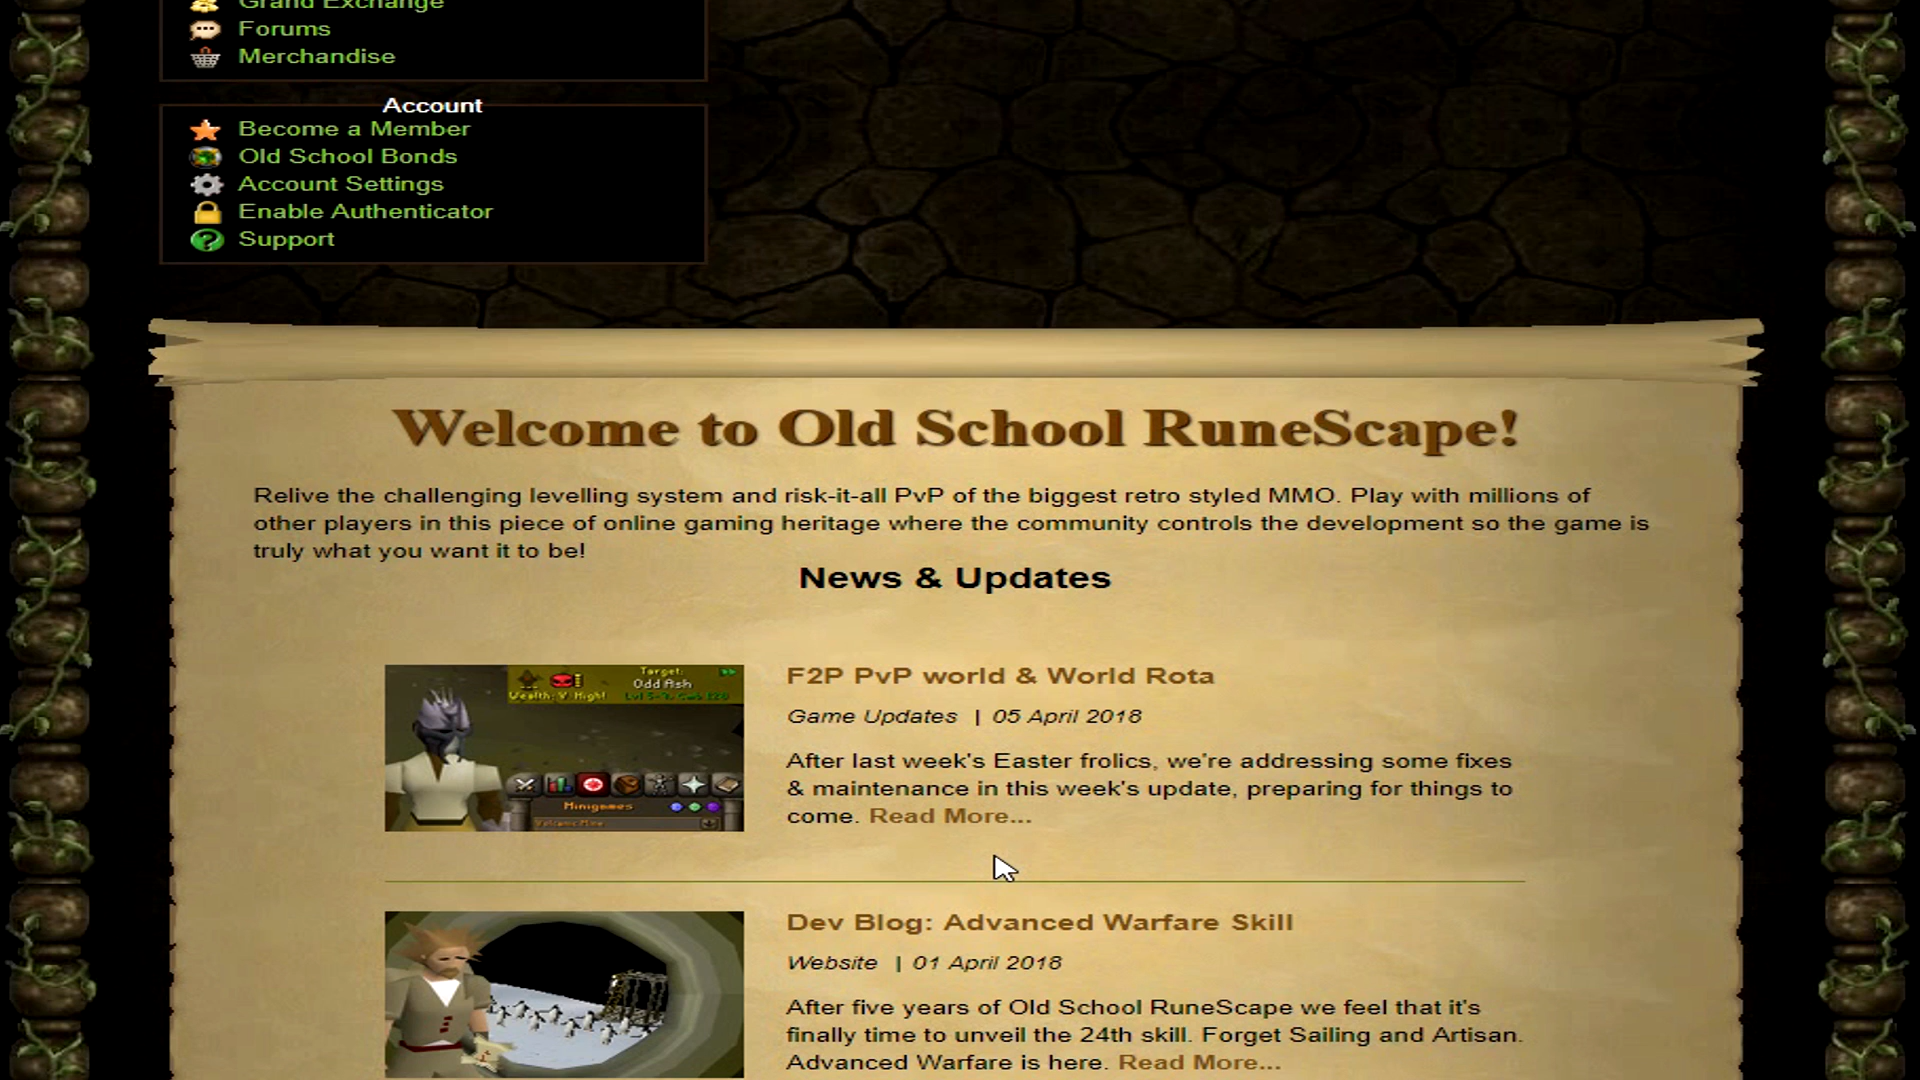 Grand Exchange
Forums
Merchandise
Account
Become a Member
Old School Bonds
Account Settings
Enable Authenticator
Support
Welcome to Old School RuneScape!
Relive the challenging levelling system and risk-it-all PvP of the biggest retro styled MMO. Play with millions of
other players in this piece of online gaming heritage where the community controls the development so the game is
truly what you want it to be!
News & Updates
Target:
Odd Ash
Wealth: V. High!
Minigames
Volcanic Mine
F2P PvP world & World Rota
Game Updates | 05 April 2018
After last week's Easter frolics, we're addressing some fixes
& maintenance in this week's update, preparing for things to
come. Read More...
Dev Blog: Advanced Warfare Skill
Website | 01 April 2018
After five years of Old School RuneScape we feel that it's
finally time to unveil the 24th skill. Forget Sailing and Artisan.
Advanced Warfare is here. Read More...